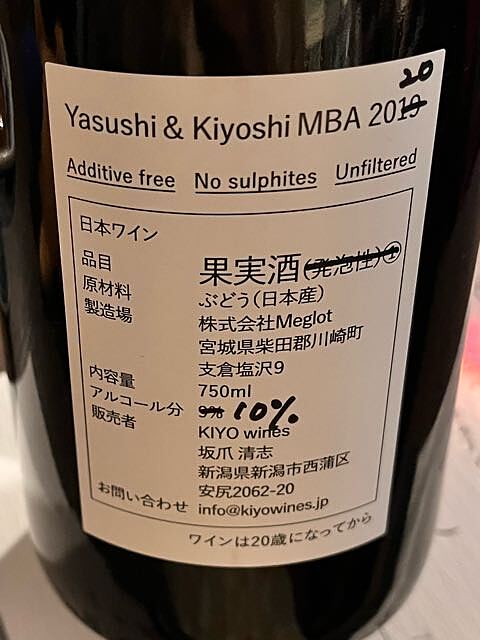 Yasushi & Kiyoshi MBA 2019 20
Additive free No sulphites Unfiltered
日本ワイン
品目 果実酒(発泡性)①
原材料 ぶどう(日本産)
製造場 株式会社Meglot
宮城県柴田郡川崎町
支倉塩沢9
内容量 750ml
アルコール分 9% 10%
販売者 KIYO wines
坂爪 清志
新潟県新潟市西蒲区
安尻2062-20
お問い合わせ info@kiyowines.jp
ワインは20歳になってから